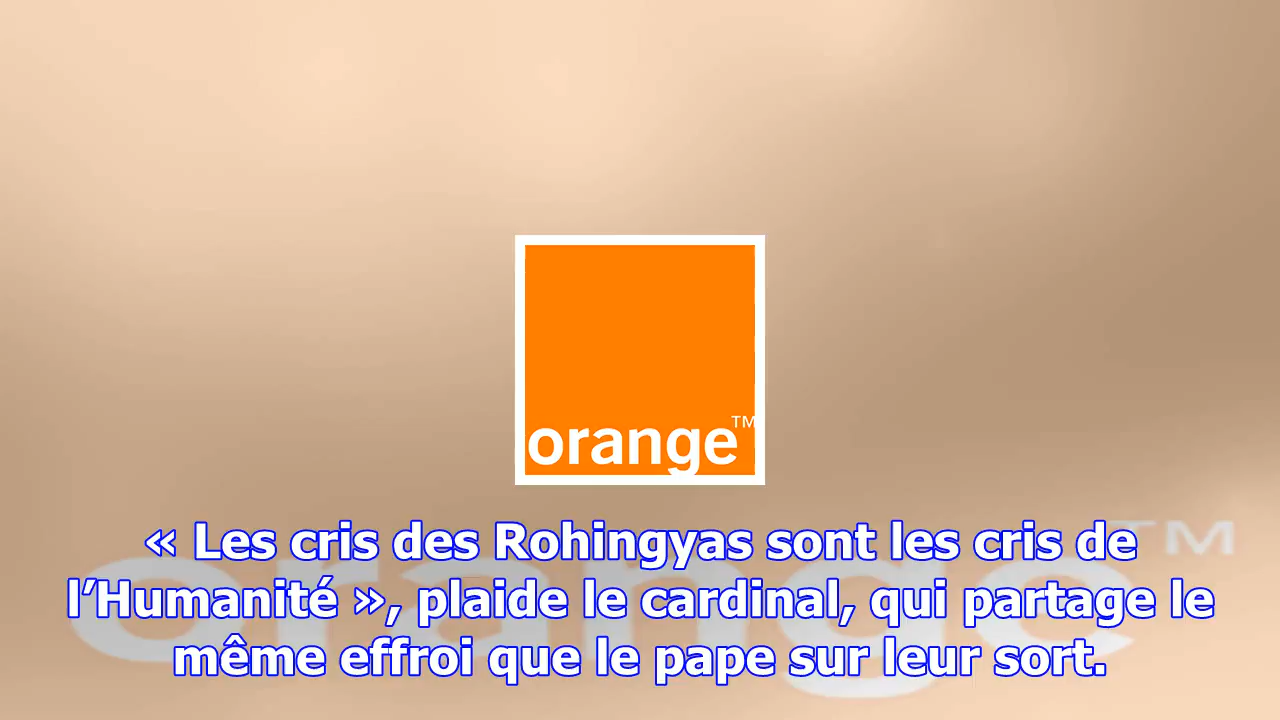 orange™
« Les cris des Rohingyas sont les cris de
l’Humanité », plaide le cardinal, qui partage le
même effroi que le pape sur leur sort.
orange™